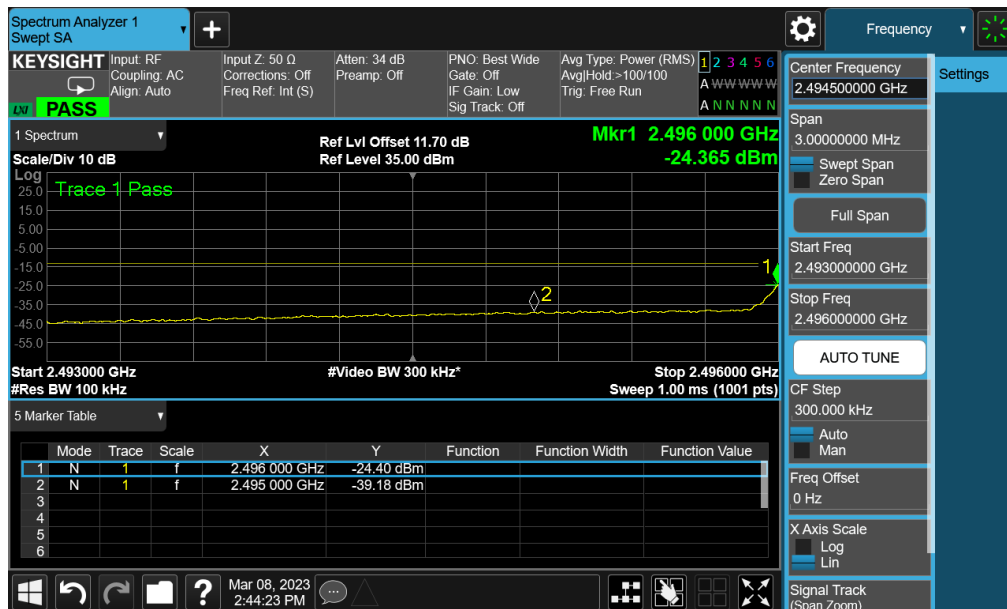 Spectrum Analyzer 1
Swept SA
+
Frequency
KEYSIGHT
LXI PASS
Input: RF
Coupling: AC
Align: Auto
Input Z: 50 Ω
Corrections: Off
Freq Ref: Int (S)
Atten: 34 dB
Preamp: Off
PNO: Best Wide
Gate: Off
IF Gain: Low
Sig Track: Off
Avg Type: Power (RMS)
Avg|Hold:>100/100
Trig: Free Run
1 2 3 4 5 6
A W W W W W
A N N N N N
1 Spectrum
Scale/Div 10 dB
Ref Lvl Offset 11.70 dB
Ref Level 35.00 dBm
Mkr1 2.496 000 GHz
-24.365 dBm
Log
Trace 1 Pass
25.0
15.0
5.00
-5.00
-15.0
-25.0
-35.0
-45.0
-55.0
1
2
Start 2.493000 GHz
#Video BW 300 kHz*
Stop 2.496000 GHz
#Res BW 100 kHz
Sweep 1.00 ms (1001 pts)
5 Marker Table
Mode Trace Scale X Y Function Function Width Function Value
1 N 1 f 2.496 000 GHz -24.40 dBm
2 N 1 f 2.495 000 GHz -39.18 dBm
3
4
5
6
?
Mar 08, 2023
2:44:23 PM
Center Frequency
2.494500000 GHz
Span
3.00000000 MHz
Swept Span
Zero Span
Full Span
Start Freq
2.493000000 GHz
Stop Freq
2.496000000 GHz
AUTO TUNE
CF Step
300.000 kHz
Auto
Man
Freq Offset
0 Hz
X Axis Scale
Log
Lin
Signal Track
(Span Zoom)
Settings